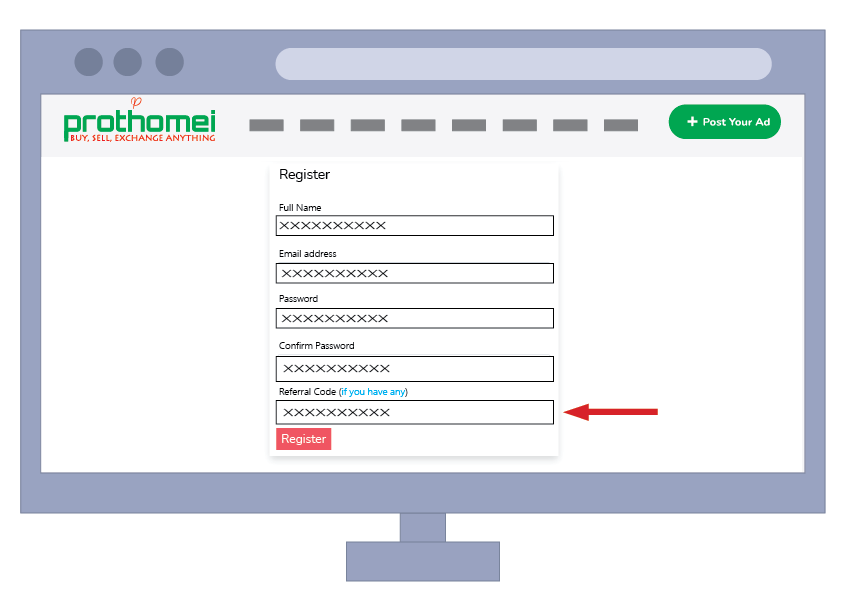 prothomei
BUY, SELL, EXCHANGE ANYTHING
+ Post Your Ad
Register
Full Name
XXXXXXXXXX
Email address
XXXXXXXXXX
Password
XXXXXXXXXX
Confirm Password
XXXXXXXXXX
Referral Code (if you have any)
XXXXXXXXXX
Register